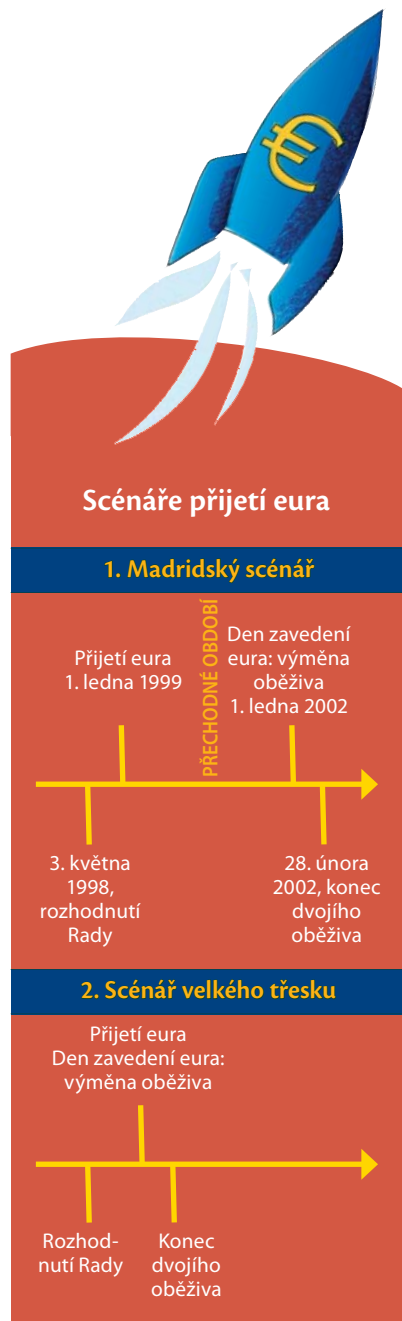 €
Scénáře přijetí eura
1. Madridský scénář
Přijetí eura
1. ledna 1999
PŘECHODNÉ OBDOBÍ
Den zavedení
eura: výměna
oběživa
1. ledna 2002
3. května
1998,
rozhodnutí
Rady
28. února
2002, konec
dvojího
oběživa
2. Scénář velkého třesku
Přijetí eura
Den zavedení eura:
výměna oběživa
Rozhod-
nutí Rady
Konec
dvojího
oběživa